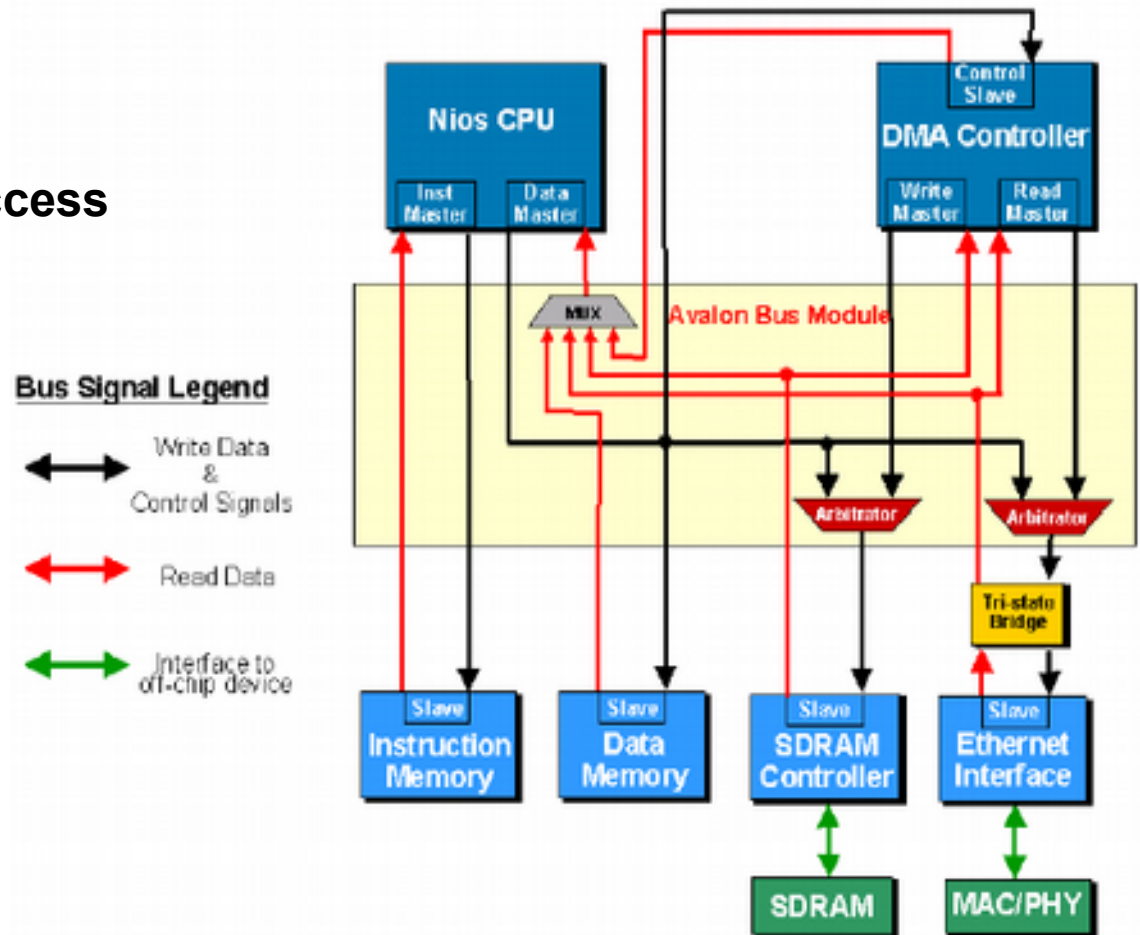 ccess
Control
Slave
Nios CPU
DMA Controller
Inst
Master
Data
Master
Write
Master
Read
Master
MUX
Avalon Bus Module
Bus Signal Legend
Write Data
&
Control Signals
Read Data
Interface to
off-chip device
Arbitrator
Arbitrator
Tri-state
Bridge
Slave
Instruction
Memory
Slave
Data
Memory
Slave
SDRAM
Controller
Slave
Ethernet
Interface
SDRAM
MAC/PHY